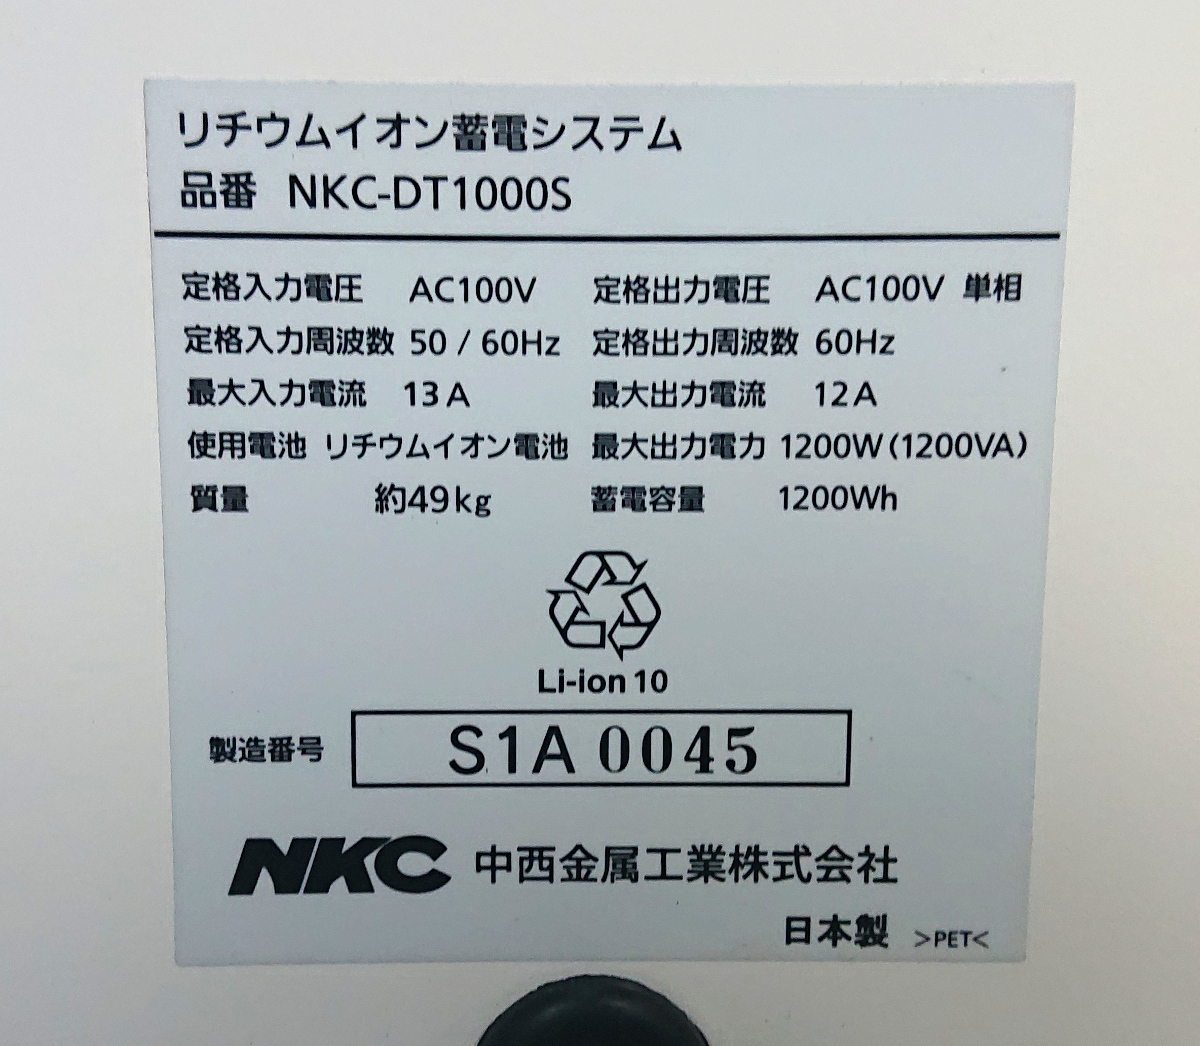 リチウムイオン蓄電システム
品番 NKC-DT1000S
定格入力電圧 AC100V 定格出力電圧 AC100V 単相
定格入力周波数 50 / 60Hz 定格出力周波数 60Hz
最大入力電流 13A 最大出力電流 12A
使用電池 リチウムイオン電池 最大出力電力 1200W(1200VA)
質量 約49kg 蓄電容量 1200Wh
Li-ion 10
製造番号 S1A 0045
NKC 中西金属工業株式会社
日本製 >PET<